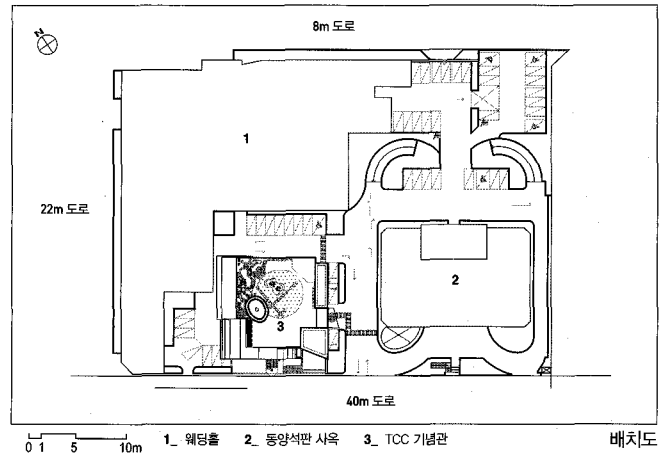 N
8m 도로
1
22m 도로
2
3
40m 도로
0 1 5 10m
1_ 웨딩홀 2_ 동양석판 사옥 3_ TCC 기념관
배치도